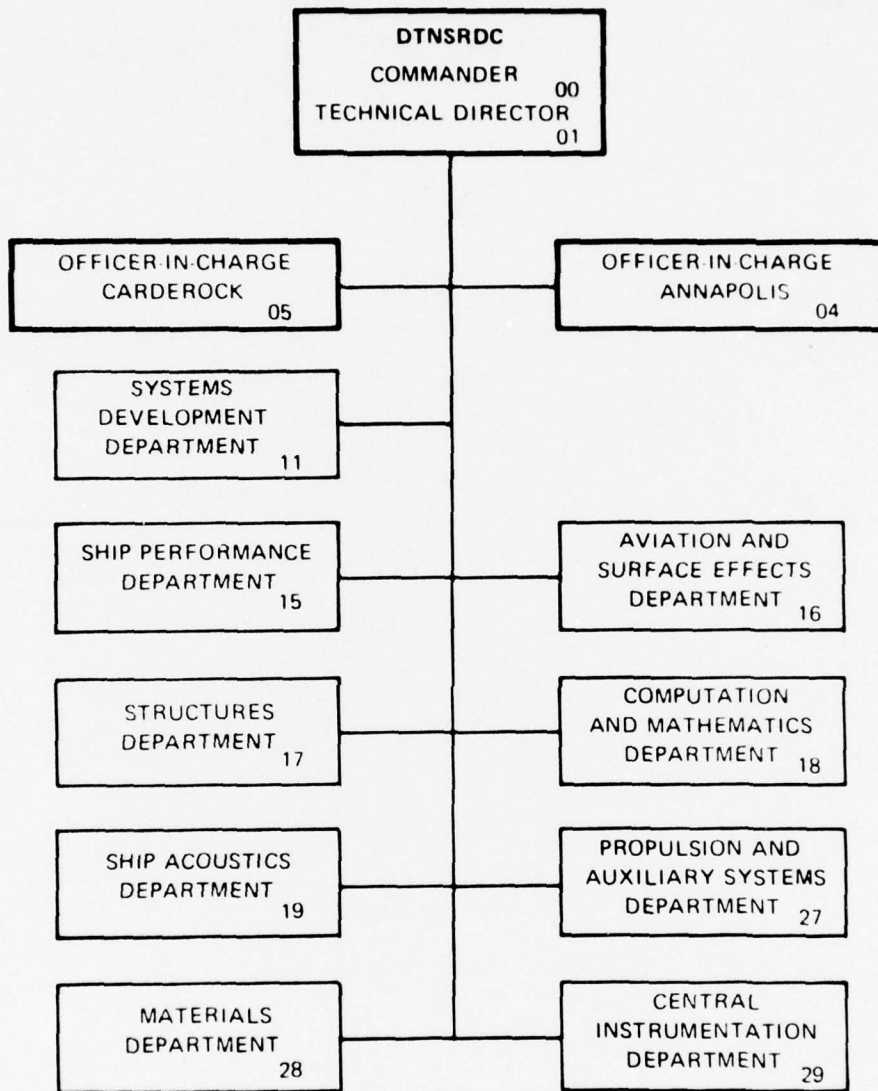 DTNSRDC
COMMANDER
00
TECHNICAL DIRECTOR
01
OFFICER-IN-CHARGE
CARDEROCK
05
OFFICER-IN-CHARGE
ANNAPOLIS
04
SYSTEMS
DEVELOPMENT
DEPARTMENT
11
SHIP PERFORMANCE
DEPARTMENT
15
AVIATION AND
SURFACE EFFECTS
DEPARTMENT
16
STRUCTURES
DEPARTMENT
17
COMPUTATION
AND MATHEMATICS
DEPARTMENT
18
SHIP ACOUSTICS
DEPARTMENT
19
PROPULSION AND
AUXILIARY SYSTEMS
DEPARTMENT
27
MATERIALS
DEPARTMENT
28
CENTRAL
INSTRUMENTATION
DEPARTMENT
29